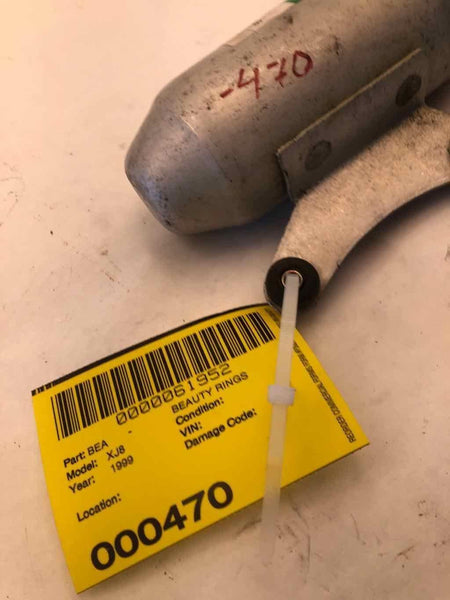 -470
0000061952
BEAUTY RINGS
Part: BEA -
Condition:
Model: XJ8
VIN:
Year: 1999
Damage Code:
Location:
000470